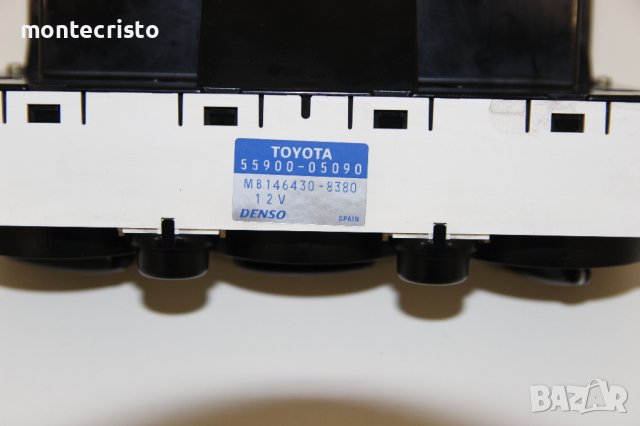 montecristo
TOYOTA
55900-05090
MB146430-8380
12V
DENSO SPAIN
BAZAR